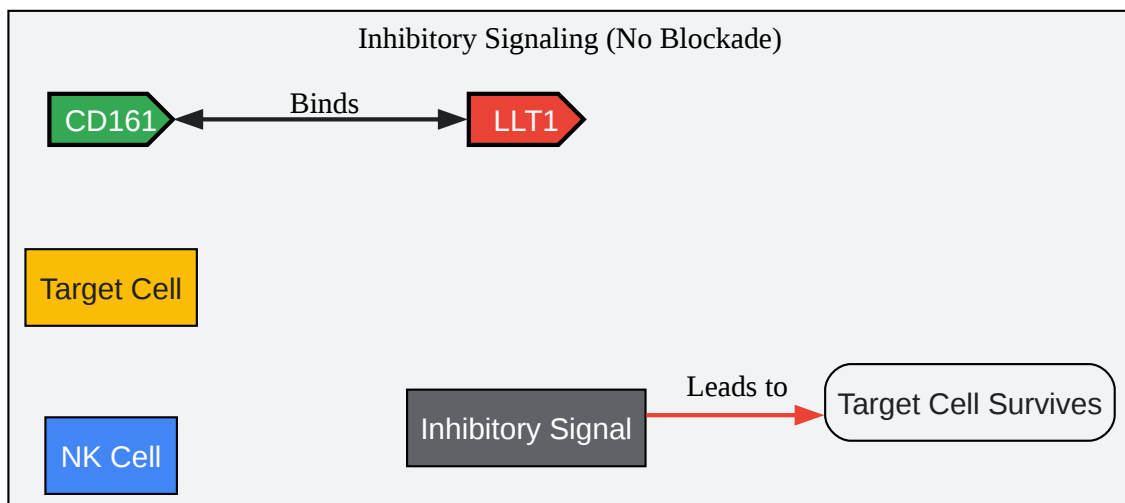 Inhibitory Signaling (No Blockade)
CD161
Binds
LLT1
Target Cell
Leads to
Target Cell Survives
Inhibitory Signal
NK Cell